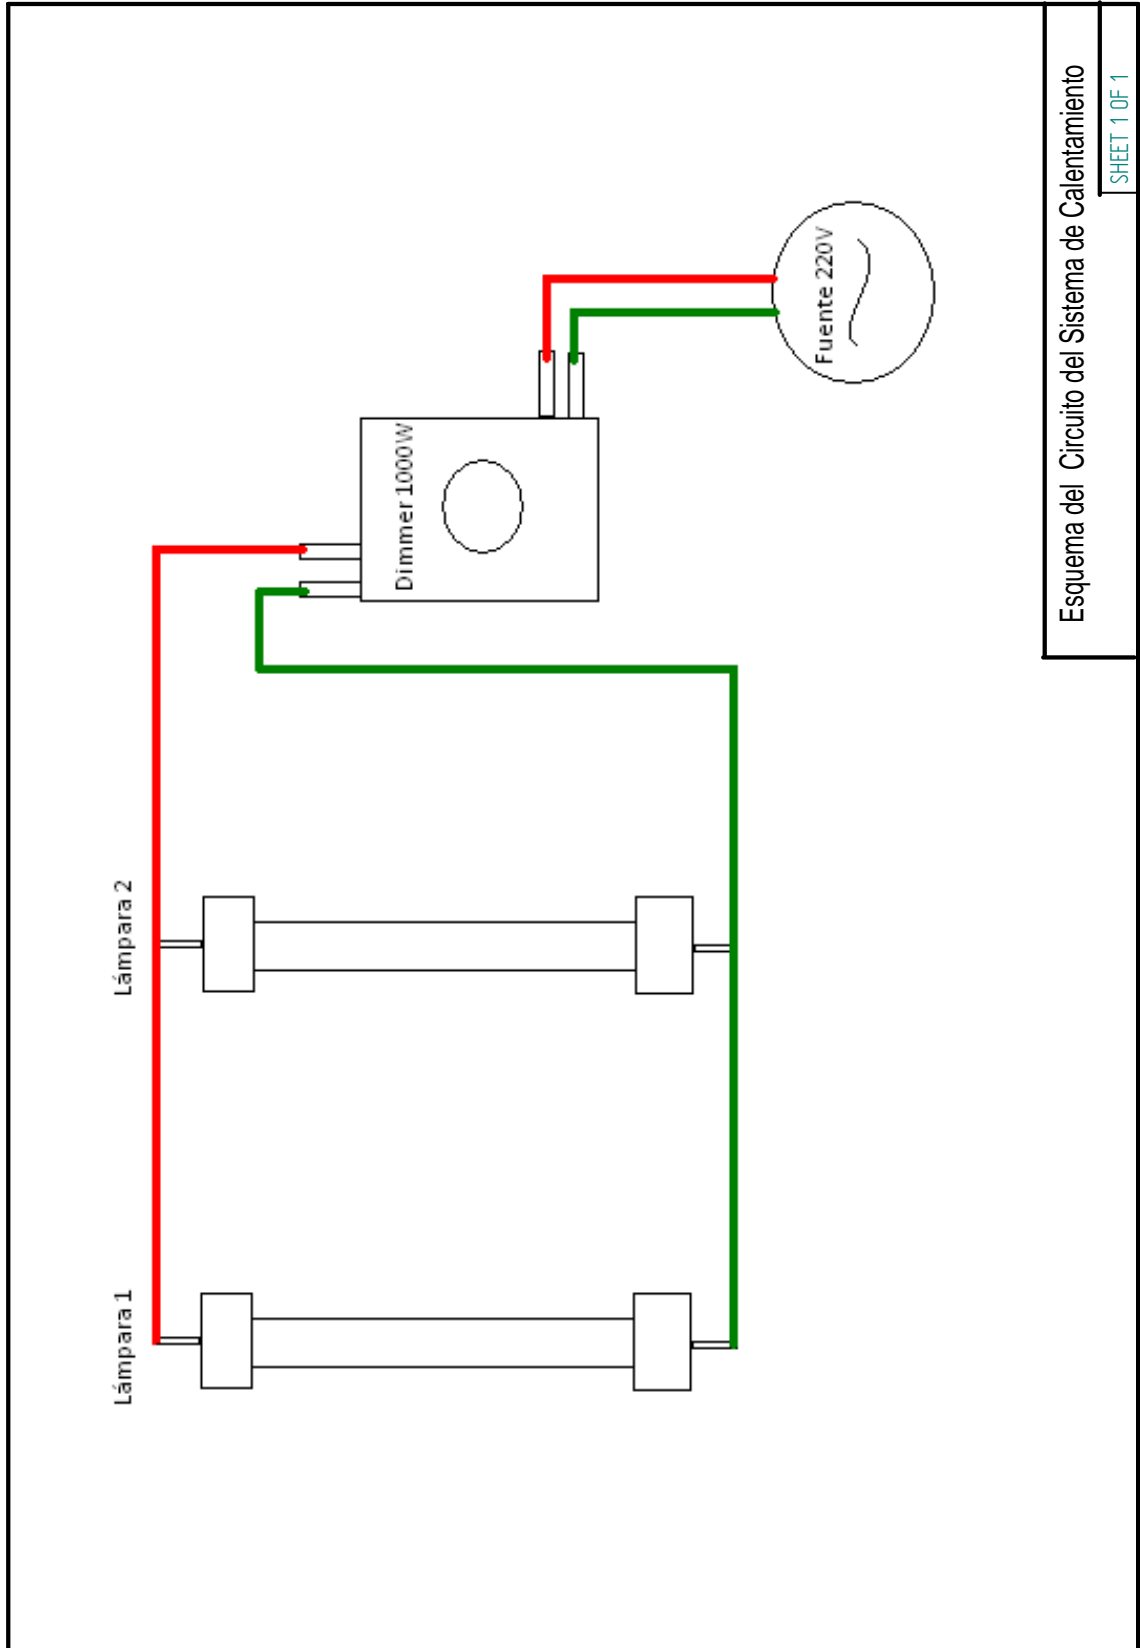 Lámpara 1
Lámpara 2
Dimmer 1000W
Fuente 220V
Esquema del Circuito del Sistema de Calentamiento
SHEET 1 OF 1